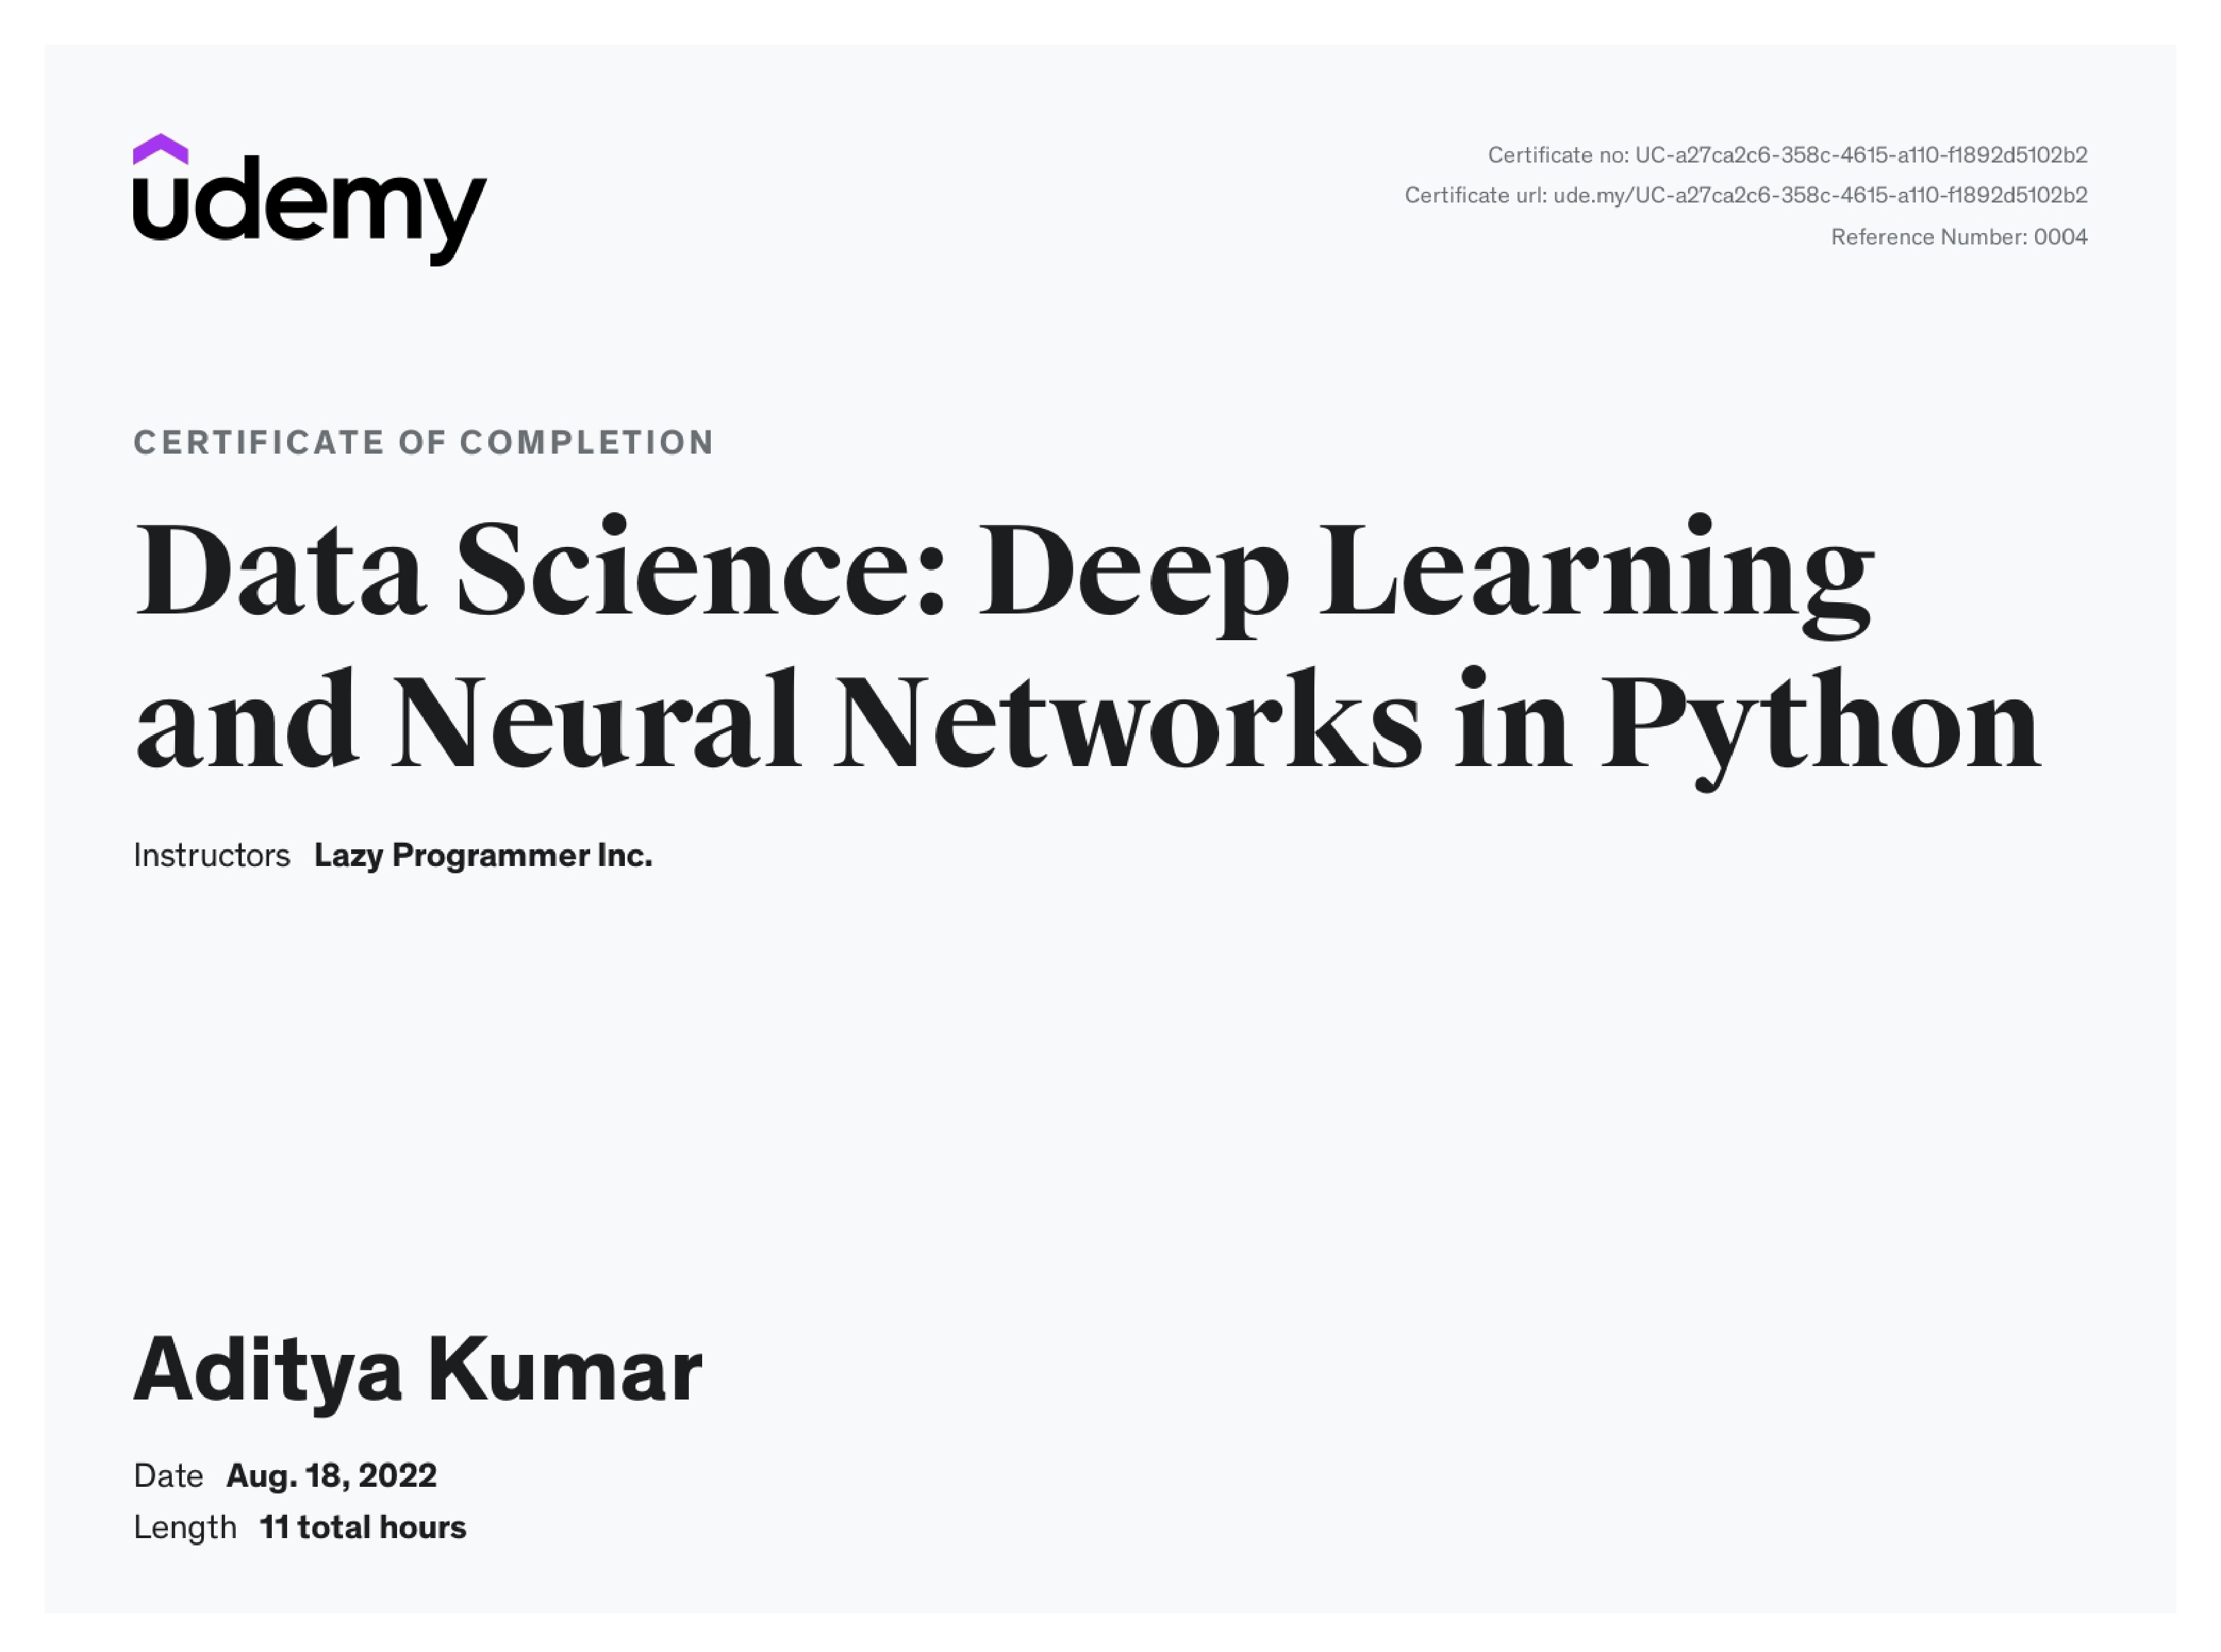 udemy
Certificate no: UC-a27ca2c6-358c-4615-a110-f1892d5102b2
Certificate url: ude.my/UC-a27ca2c6-358c-4615-a110-f1892d5102b2
Reference Number: 0004
CERTIFICATE OF COMPLETION
Data Science: Deep Learning
and Neural Networks in Python
Instructors Lazy Programmer Inc.
Aditya Kumar
Date Aug. 18, 2022
Length 11 total hours